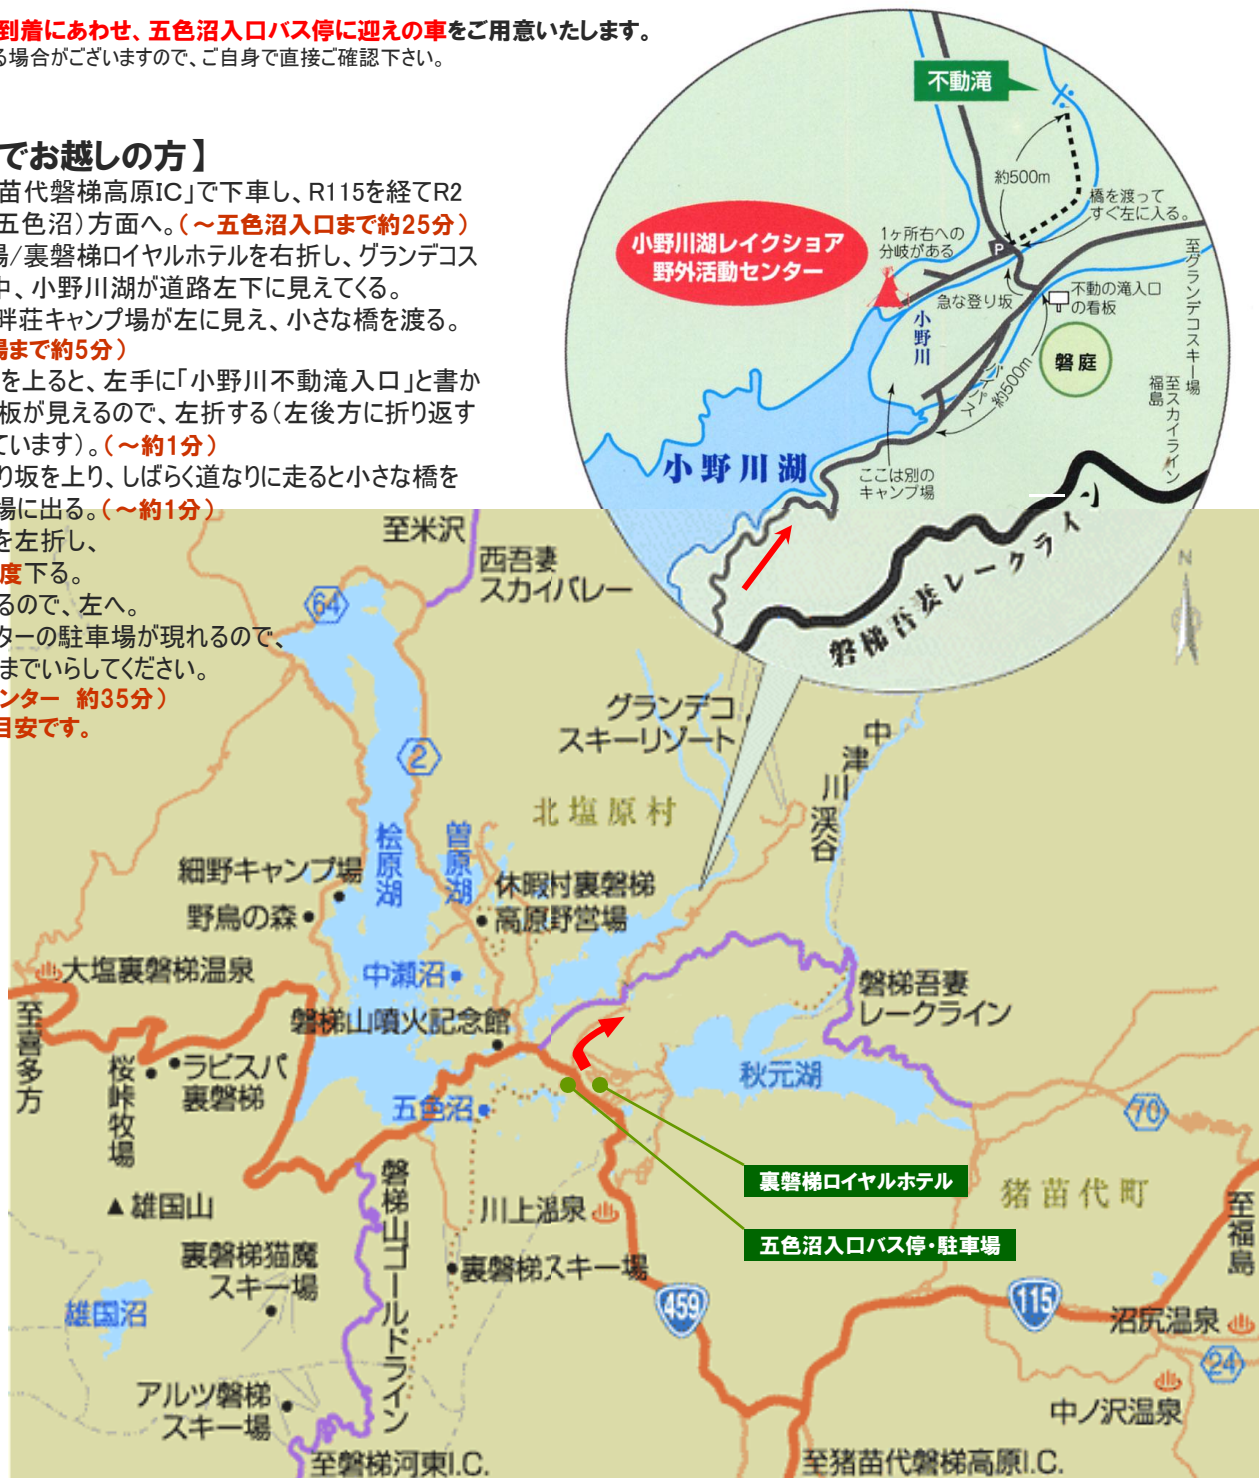 到着にあわせ、五色沼入口バス停に迎えの車をご用意いたします。
る場合がございますので、ご自身で直接ご確認下さい。
でお越しの方】
苗代磐梯高原IC」で下車し、R115を経てR2
五色沼)方面へ。(～五色沼入口まで約25分)
場/裏磐梯ロイヤルホテルを右折し、グランデコス
中、小野川湖が道路左下に見えてくる。
畔荘キャンプ場が左に見え、小さな橋を渡る。
場まで約5分)
を上ると、左手に「小野川不動滝入口」と書か
板が見えるので、左折する(左後方に折り返す
ています)。(～約1分)
り坂を上り、しばらく道なりに走ると小さな橋を
場に出る。(～約1分)
を左折し、
度下る。
るので、左へ。
ターの駐車場が現れるので、
までいらしてください。
ンター 約35分)
目安です。
不動滝
約500m
橋を渡って
すぐ左に入る。
小野川湖レイクショア
野外活動センター
1ヶ所右への
分岐がある
P
急な登り坂
不動の滝入口
の看板
至グランデコスキー場
至スカイライン
福島
小野川
磐庭
バイパス
約500m
小野川湖
ここは別の
キャンプ場
磐梯吾妻レークライン
N
至米沢
西吾妻
スカイバレー
64
2
グランデコ
スキーリゾート
中津川渓谷
北塩原村
桧原湖
曽原湖
細野キャンプ場
野鳥の森
休暇村裏磐梯
高原野営場
大塩裏磐梯温泉
中瀬沼
磐梯山噴火記念館
磐梯吾妻
レークライン
至喜多方
桜峠牧場
ラビスパ
裏磐梯
五色沼
秋元湖
70
裏磐梯ロイヤルホテル
猪苗代町
雄国山
磐梯山ゴールドライン
川上温泉
五色沼入口バス停・駐車場
至福島
裏磐梯猫魔
スキー場
裏磐梯スキー場
雄国沼
459
115
沼尻温泉
24
アルツ磐梯
スキー場
中ノ沢温泉
至磐梯河東I.C.
至猪苗代磐梯高原I.C.